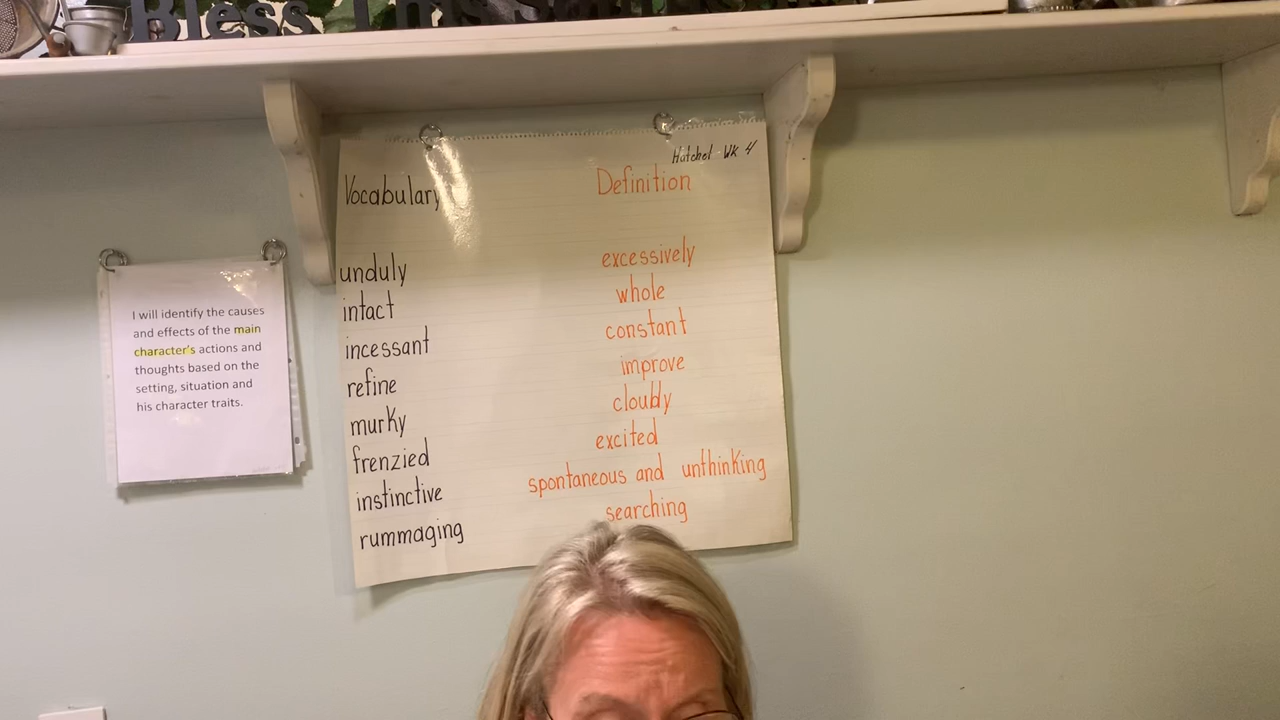 Bless This
I will identify the causes
and effects of the main
character's actions and
thoughts based on the
setting, situation and
his character traits.
Hatchet - Wk 4
Vocabulary Definition
unduly excessively
intact whole
incessant constant
refine improve
murky cloudy
frenzied excited
instinctive spontaneous and unthinking
rummaging searching